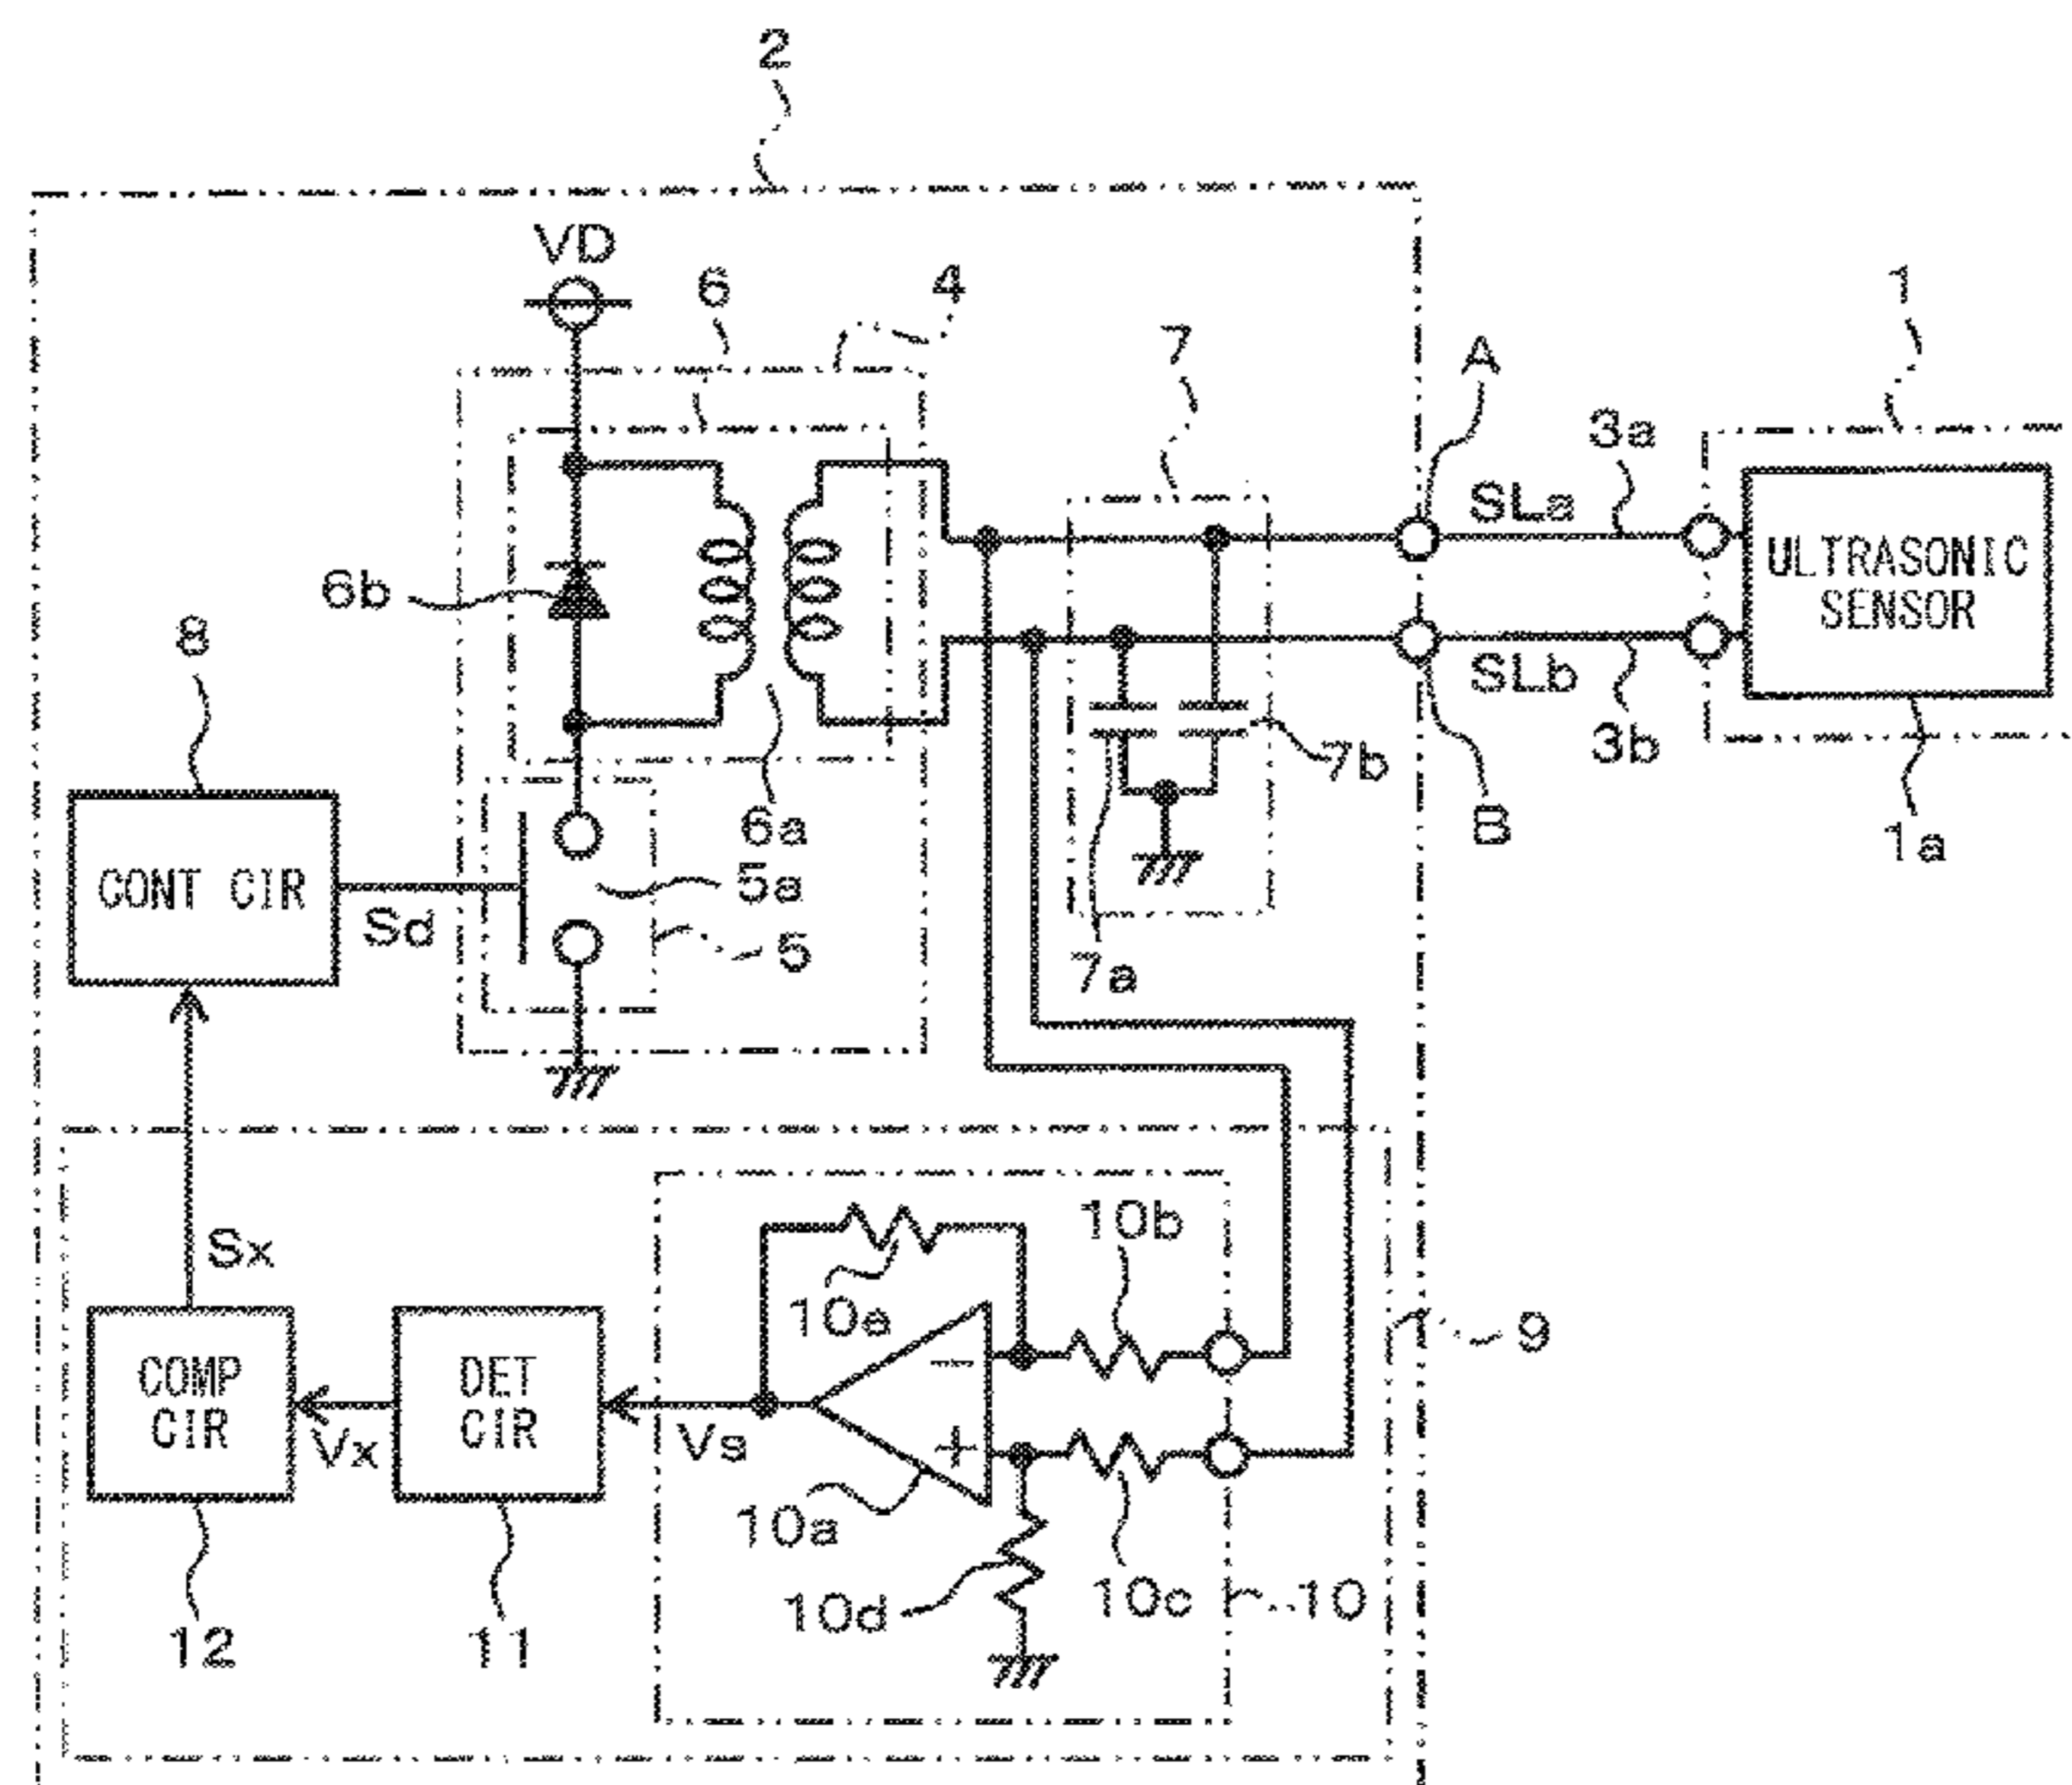 2
VD
6
4
7
A
1
3a
SLa
ULTRASONIC
SENSOR
6b
8
SLb
3b
7b
6a
B
1a
CONT CIR
5a
Sd
5
7a
Sx
10b
10e
9
COMP
CIR
DET
CIR
Vx
Vs
10a
10d
10c
10
12
11